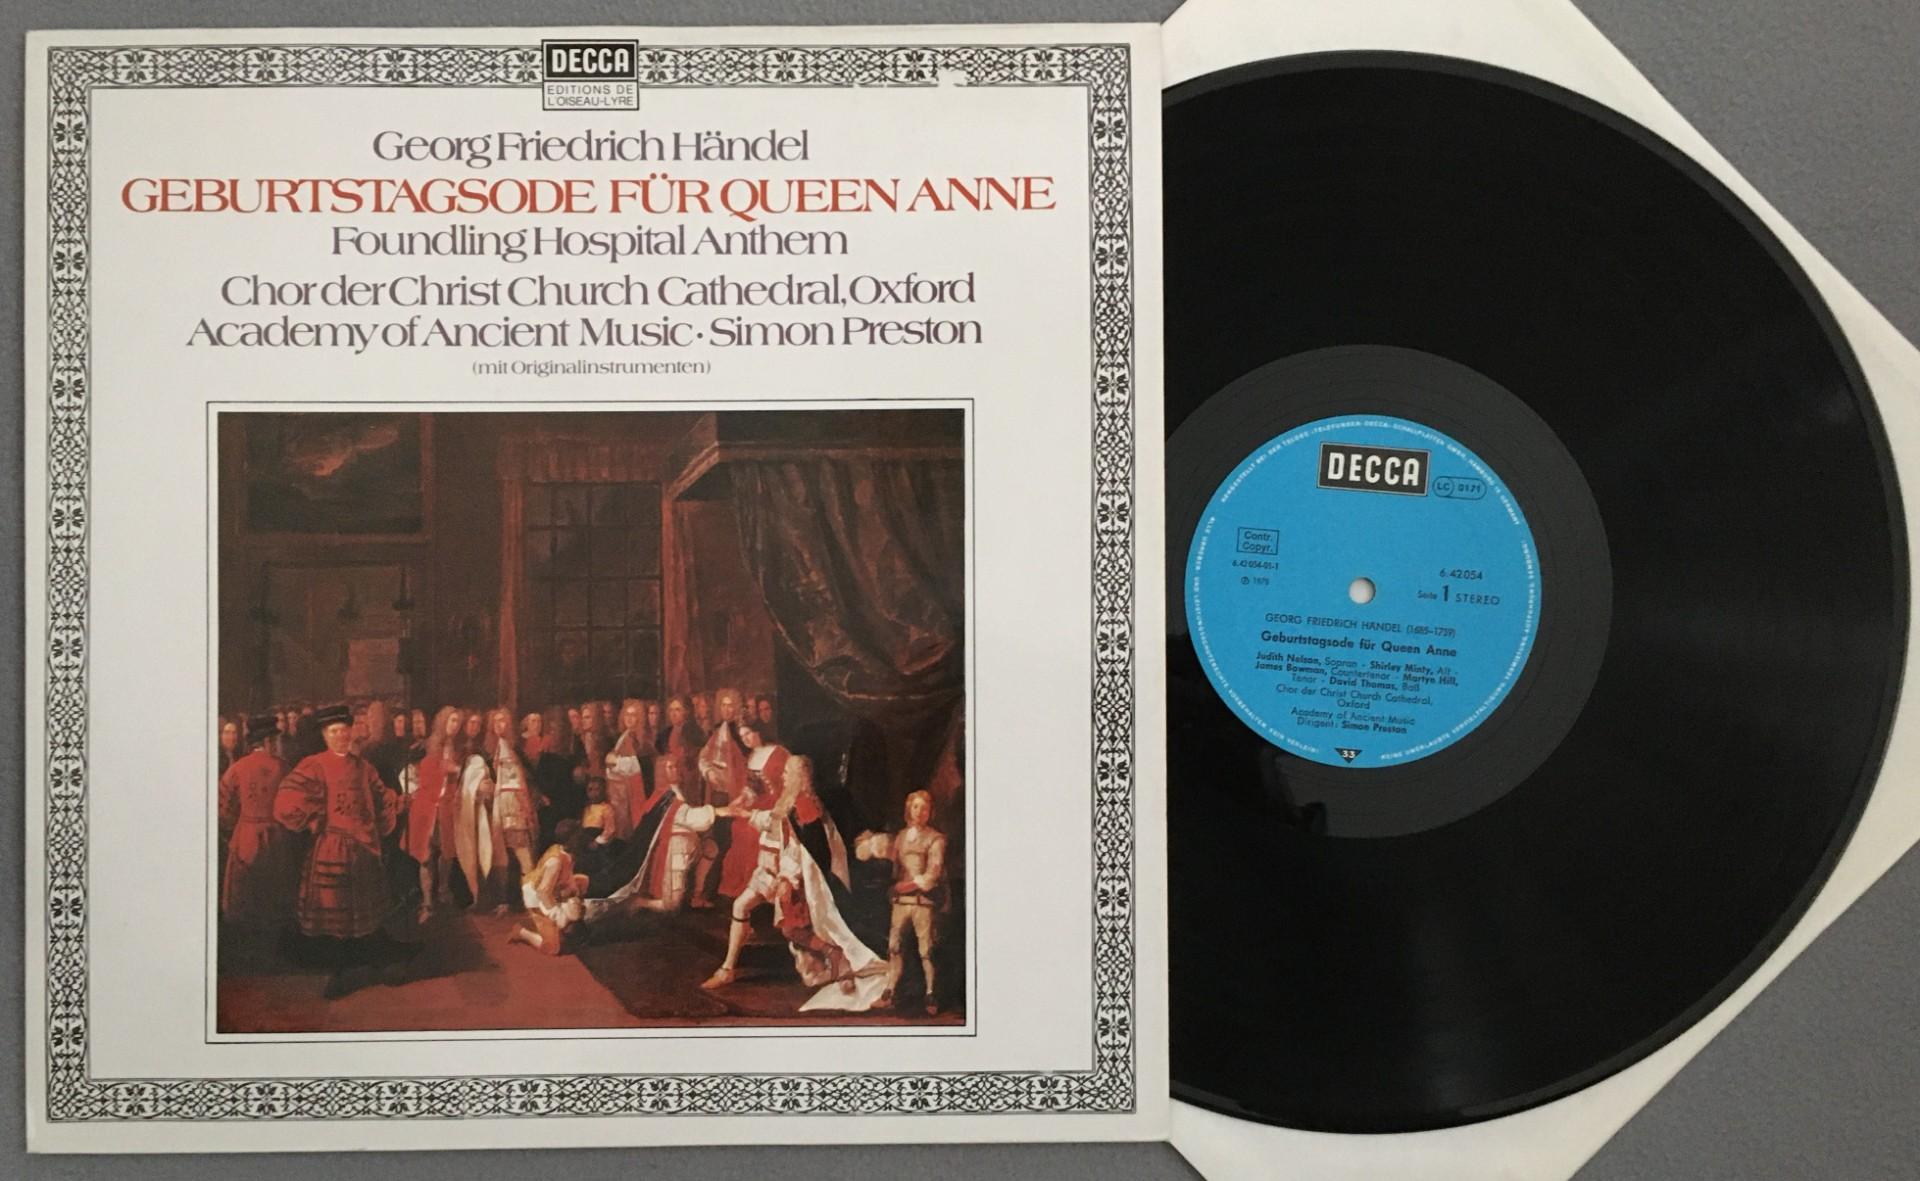 DECCA
EDITIONS DE
L'OISEAU-LYRE
Georg Friedrich Händel
GEBURTSTAGSODE FÜR QUEEN ANNE
Foundling Hospital Anthem
Chor der Christ Church Cathedral, Oxford
Academy of Ancient Music · Simon Preston
(mit Originalinstrumenten)
DECCA
LC 0171
Contr.
Copyr.
6.42054-01-1
6.42054
Seite 1 STEREO
GEORG FRIEDRICH HÄNDEL (1685–1759)
Geburtstagsode für Queen Anne
Judith Nelson, Sopran - Shirley Minty, Alt -
James Bowman, Countertenor - Martyn Hill,
Tenor - David Thomas, Baß
Chor der Christ Church Cathedral,
Oxford
Academy of Ancient Music
Dirigent: Simon Preston
33